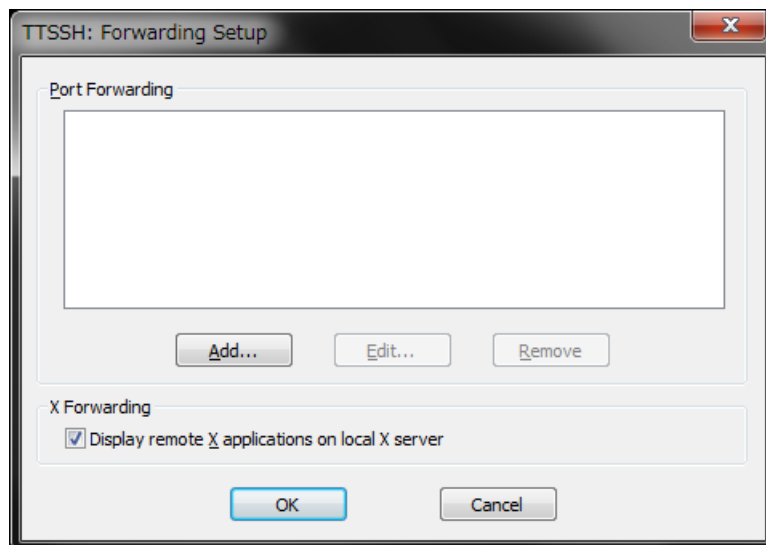 TTSSH: Forwarding Setup
Port Forwarding
Add... Edit... Remove
X Forwarding
Display remote X applications on local X server
OK Cancel